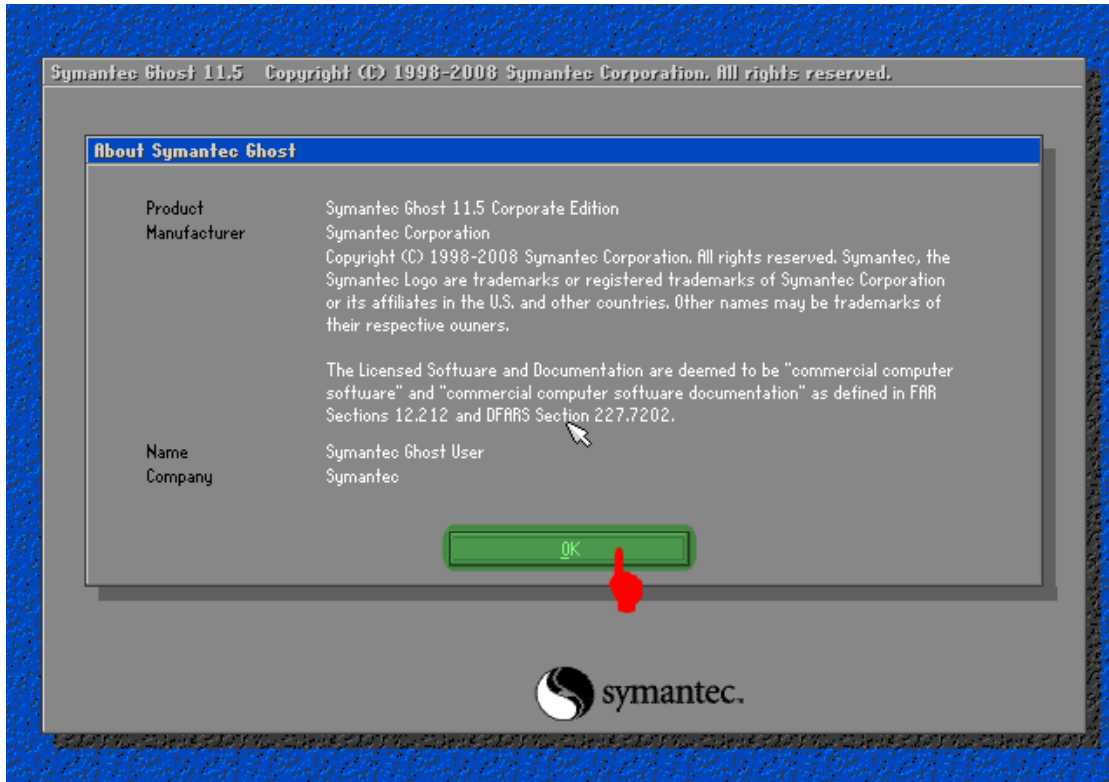 Symantec Ghost 11.5   Copyright (C) 1998-2008 Symantec Corporation. All rights reserved.
About Symantec Ghost
Product Symantec Ghost 11.5 Corporate Edition
Manufacturer Symantec Corporation
Copyright (C) 1998-2008 Symantec Corporation. All rights reserved. Symantec, the
Symantec Logo are trademarks or registered trademarks of Symantec Corporation
or its affiliates in the U.S. and other countries. Other names may be trademarks of
their respective owners.
The Licensed Software and Documentation are deemed to be "commercial computer
software" and "commercial computer software documentation" as defined in FAR
Sections 12.212 and DFARS Section 227.7202.
Name Symantec Ghost User
Company Symantec
OK
symantec.